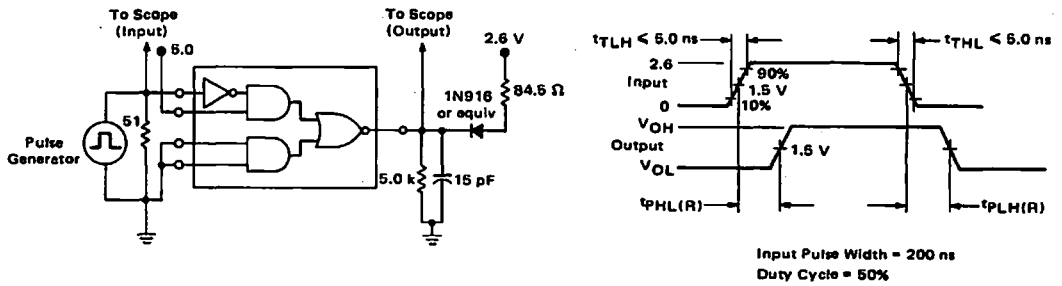 To Scope
(Input)
5.0
51
Pulse
Generator
To Scope
(Output)
2.6 V
84.5 Ω
1N916
or equiv
5.0 k
15 pF
tTLH ≤ 5.0 ns
tTHL ≤ 5.0 ns
2.6
Input
0
90%
1.5 V
10%
VOH
Output
VOL
1.5 V
tPHL(R)
tPLH(R)
Input Pulse Width = 200 ns
Duty Cycle = 50%